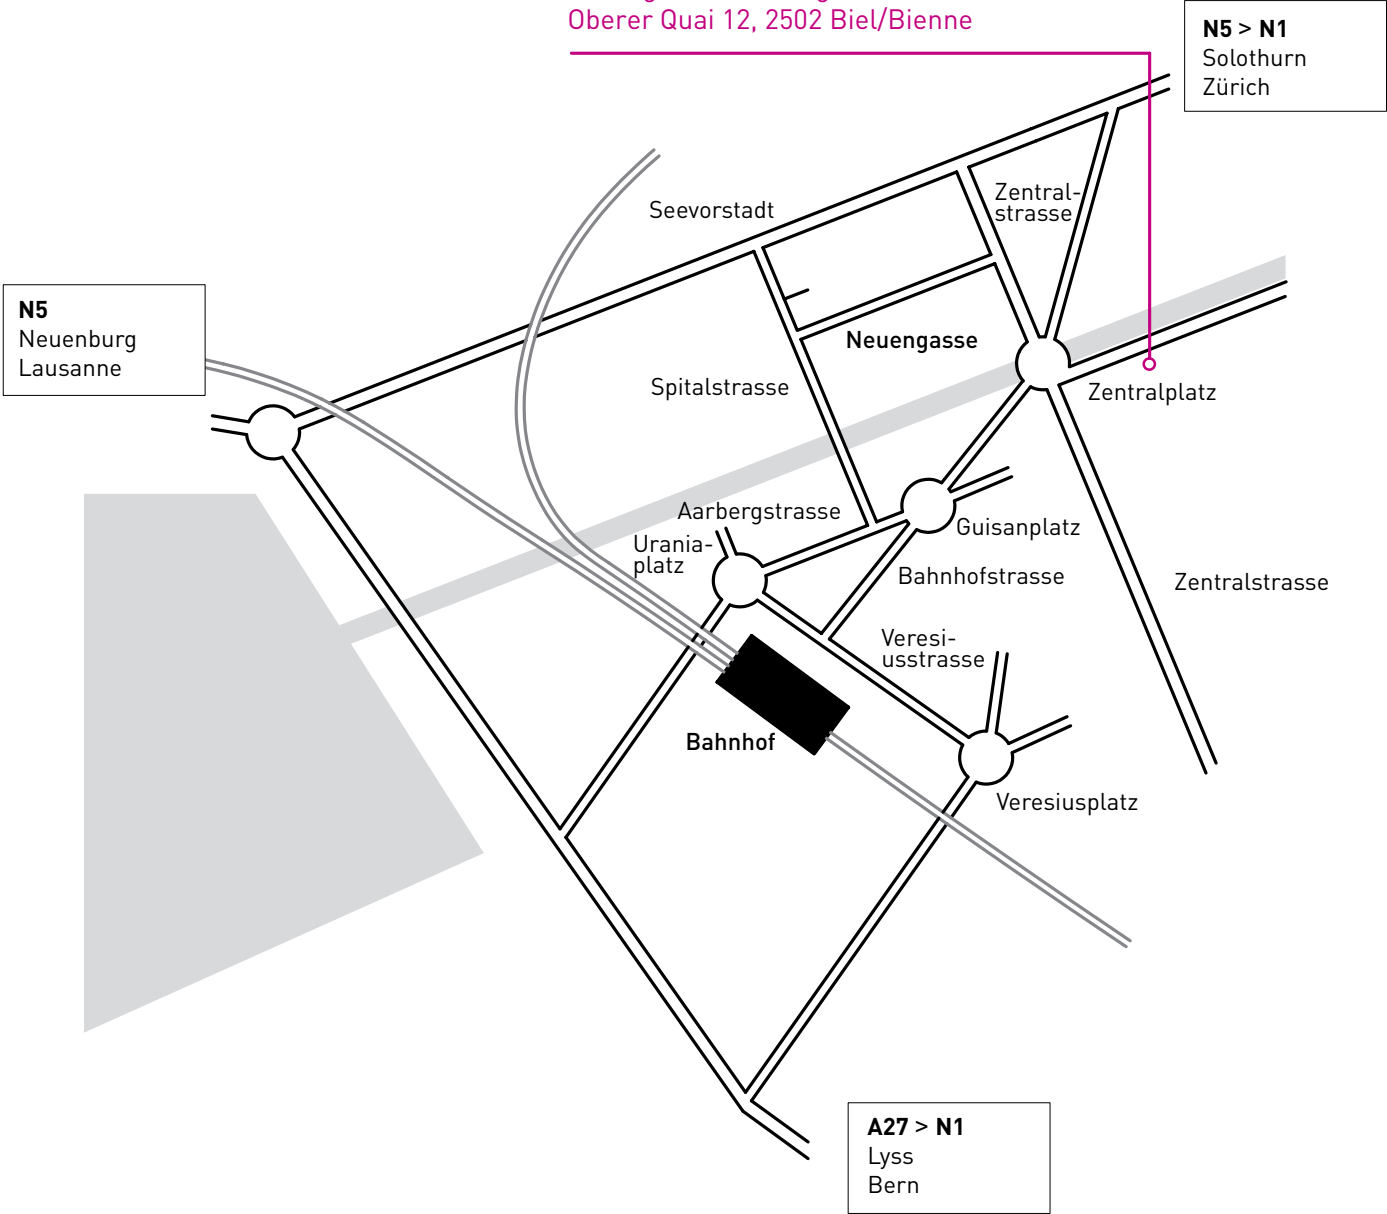 Oberer Quai 12, 2502 Biel/Bienne
N5 > N1
Solothurn
Zürich
Zentral-
strasse
Seevorstadt
N5
Neuenburg
Lausanne
Neuengasse
Spitalstrasse
Zentralplatz
Aarbergstrasse
Guisanplatz
Urania-
platz
Bahnhofstrasse
Zentralstrasse
Veresi-
usstrasse
Bahnhof
Veresiusplatz
A27 > N1
Lyss
Bern